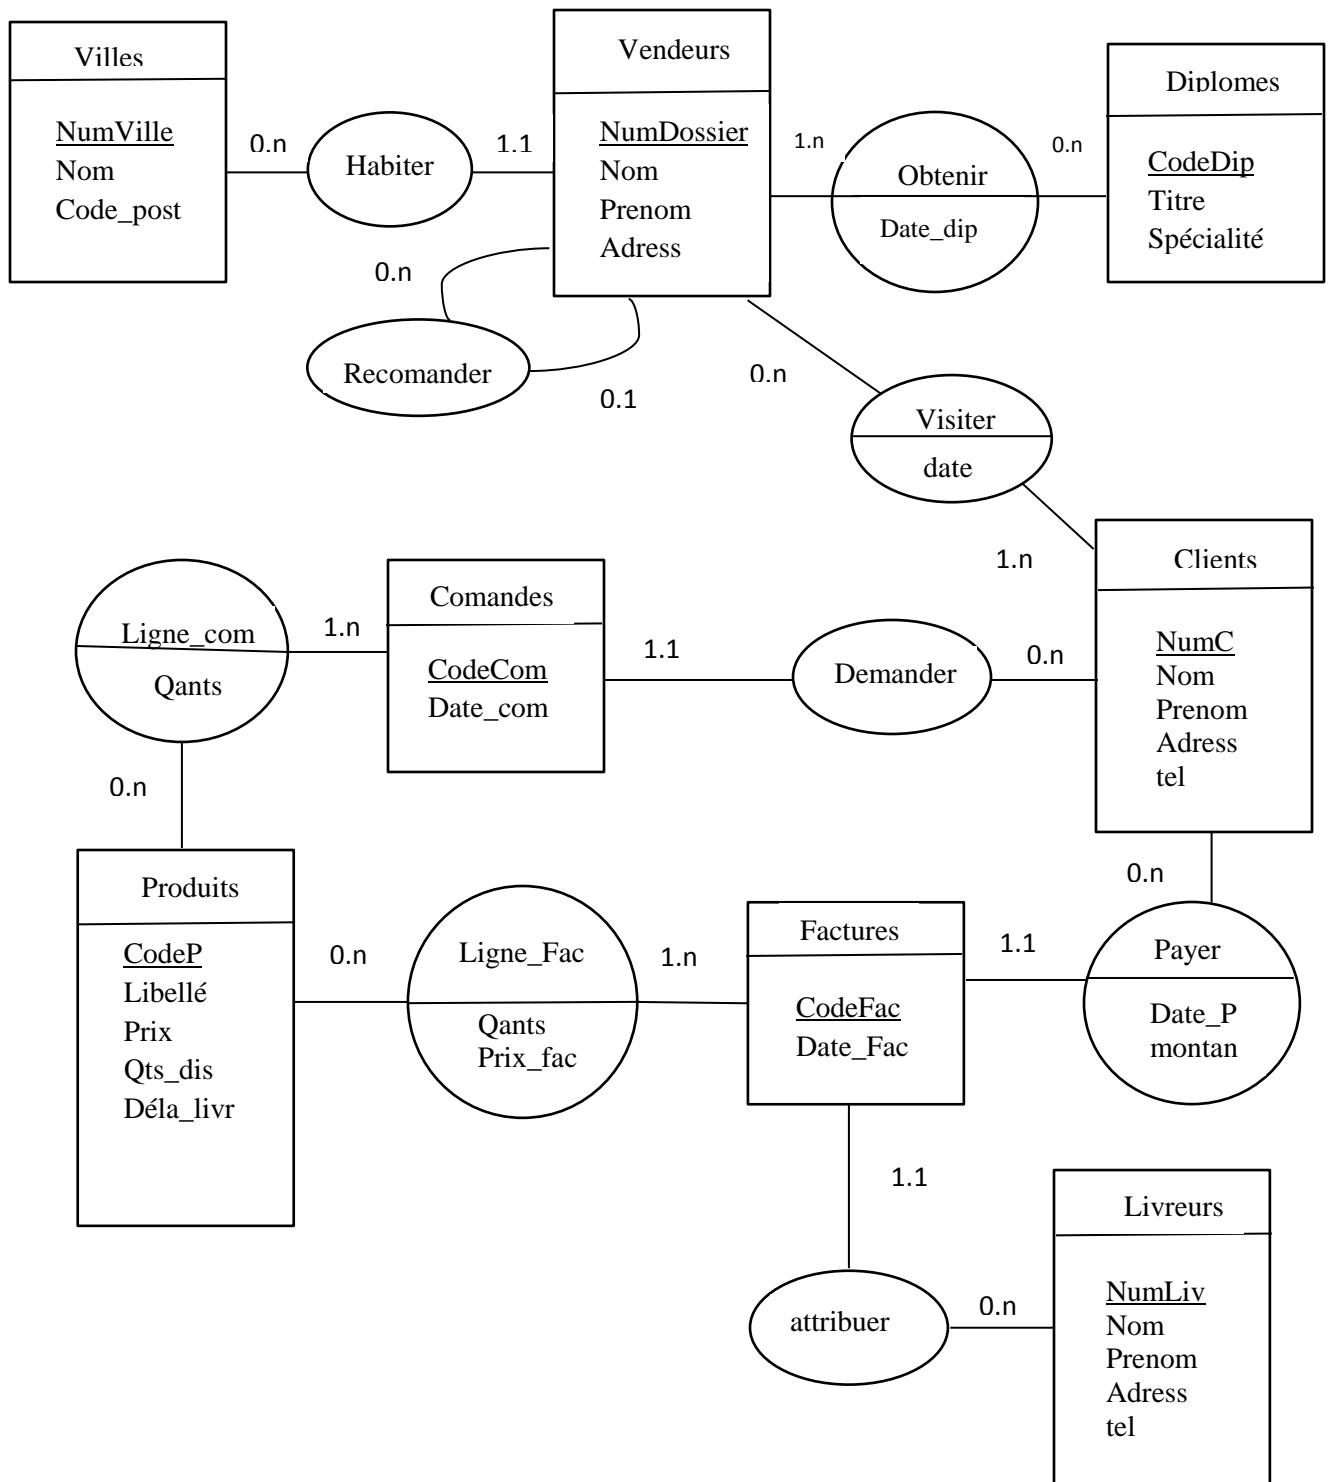 Villes
NumVille
Nom
Code_post
0.n
Habiter
1.1
Vendeurs
NumDossier
Nom
Prenom
Adress
1.n
Obtenir
Date_dip
0.n
Diplomes
CodeDip
Titre
Spécialité
0.n
Recomander
0.1
0.n
Visiter
date
1.n
Clients
NumC
Nom
Prenom
Adress
tel
Ligne_com
Qants
1.n
Comandes
CodeCom
Date_com
1.1
Demander
0.n
0.n
Produits
CodeP
Libellé
Prix
Qts_dis
Déla_livr
0.n
Ligne_Fac
Qants
Prix_fac
1.n
Factures
CodeFac
Date_Fac
1.1
0.n
Payer
Date_P
montan
1.1
attribuer
0.n
Livreurs
NumLiv
Nom
Prenom
Adress
tel